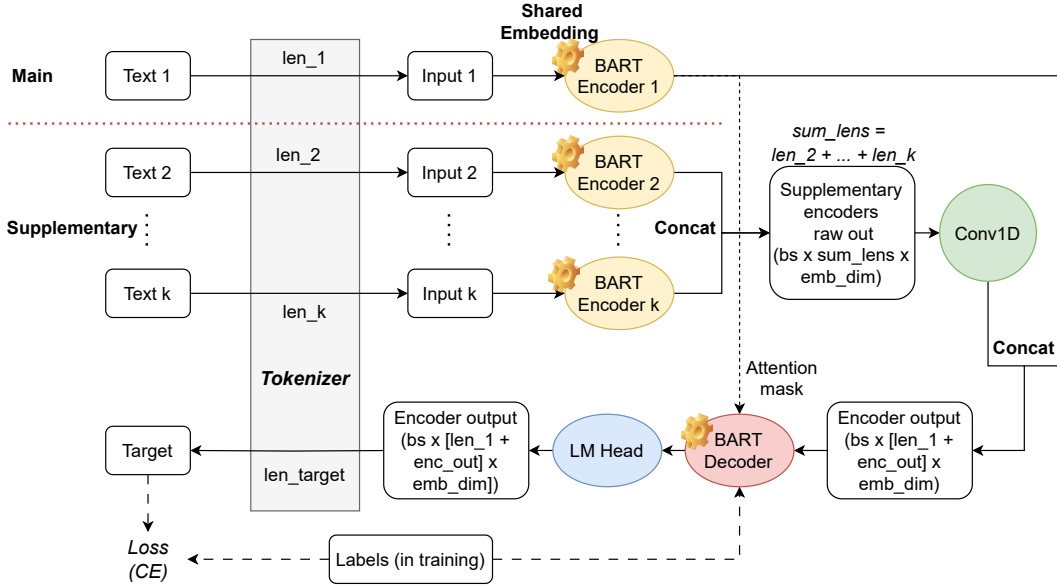 Shared
Embedding
Main
Text 1
len_1
Input 1
BART
Encoder 1
Text 2
len_2
Input 2
BART
Encoder 2
sum_lens =
len_2 + ... + len_k
Supplementary
Concat
Supplementary
encoders
raw out
(bs x sum_lens x
emb_dim)
Conv1D
Text k
len_k
Input k
BART
Encoder k
Concat
Tokenizer
Attention
mask
Target
len_target
Encoder output
(bs x [len_1 +
enc_out] x
emb_dim])
LM Head
BART
Decoder
Encoder output
(bs x [len_1 +
enc_out] x
emb_dim)
Loss
(CE)
Labels (in training)